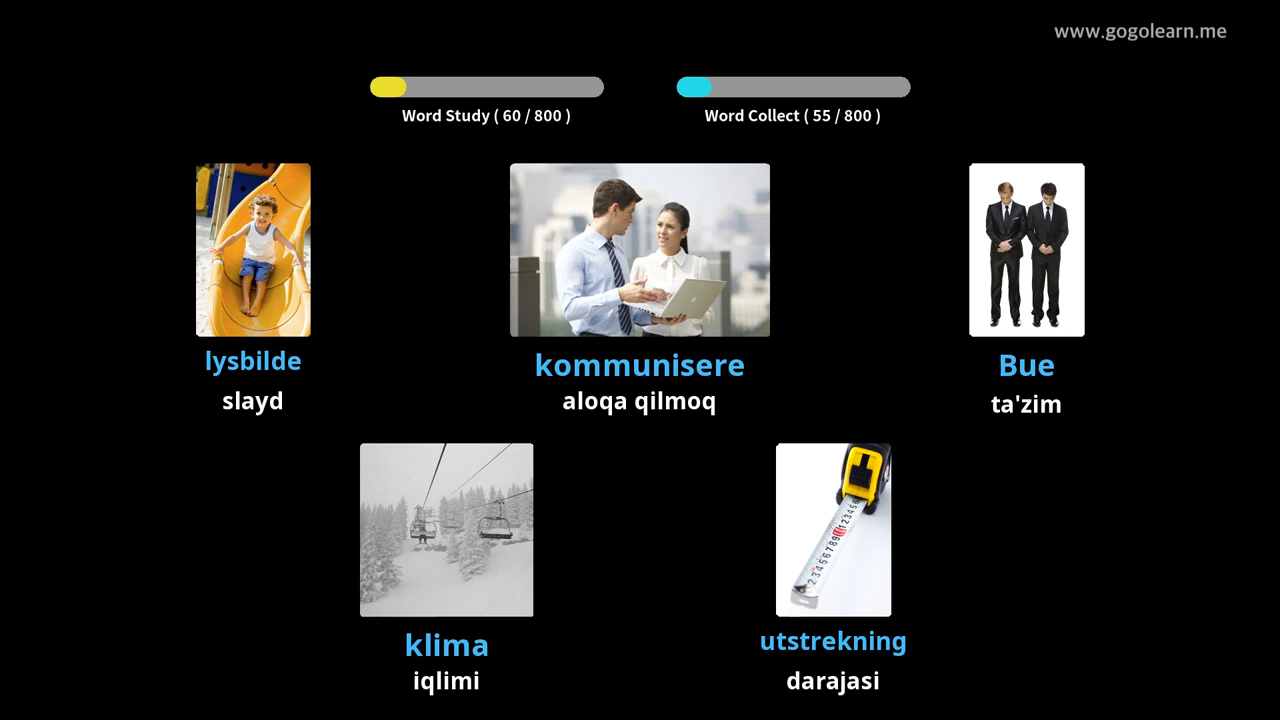 www.gogolearn.me
Word Study ( 60 / 800 )
Word Collect ( 55 / 800 )
lysbilde
slayd
kommunisere
aloqa qilmoq
Bue
ta'zim
klima
iqlimi
utstrekning
darajasi